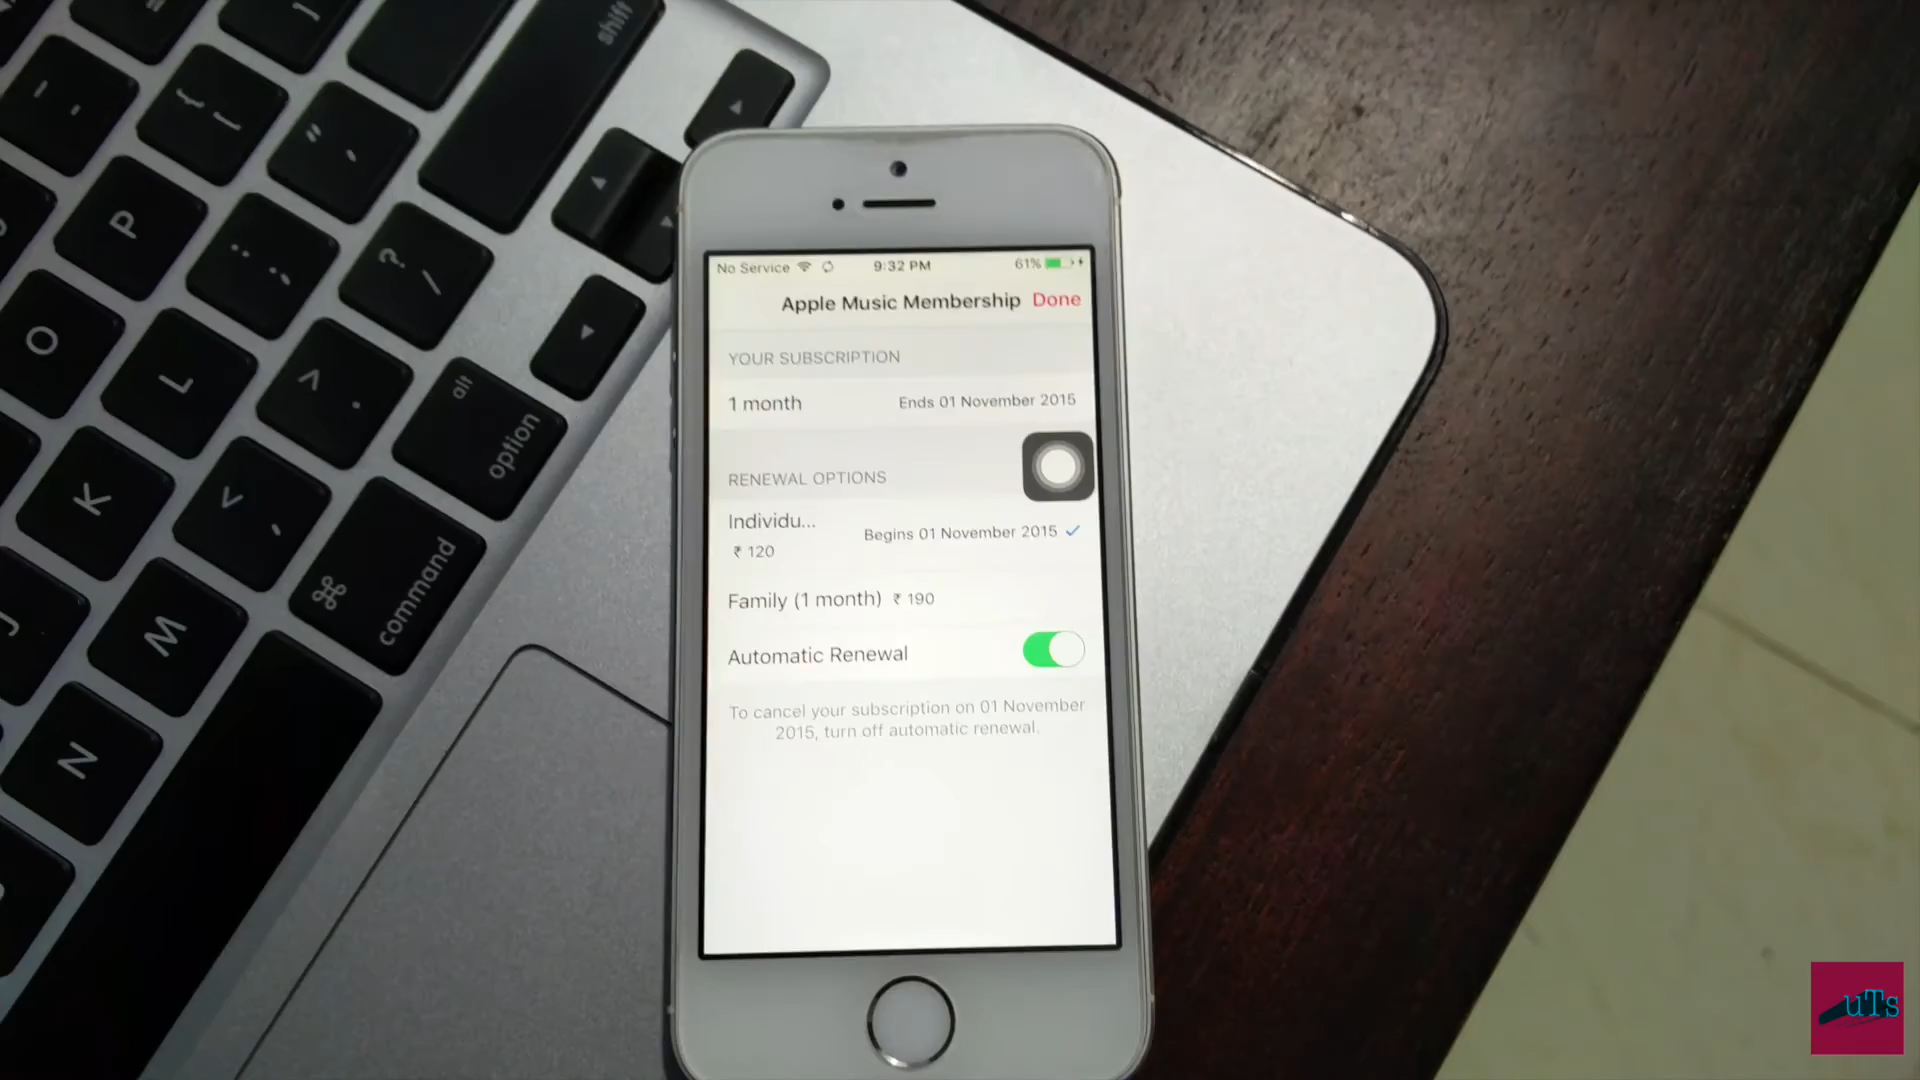 No Service 9:32 PM 61%
Apple Music Membership Done
YOUR SUBSCRIPTION
1 month Ends 01 November 2015
RENEWAL OPTIONS
Individu... Begins 01 November 2015
₹ 120
Family (1 month) ₹ 190
Automatic Renewal
To cancel your subscription on 01 November
2015, turn off automatic renewal.
shift
P
O
L
alt
option
K
command
M
N
J
uTs